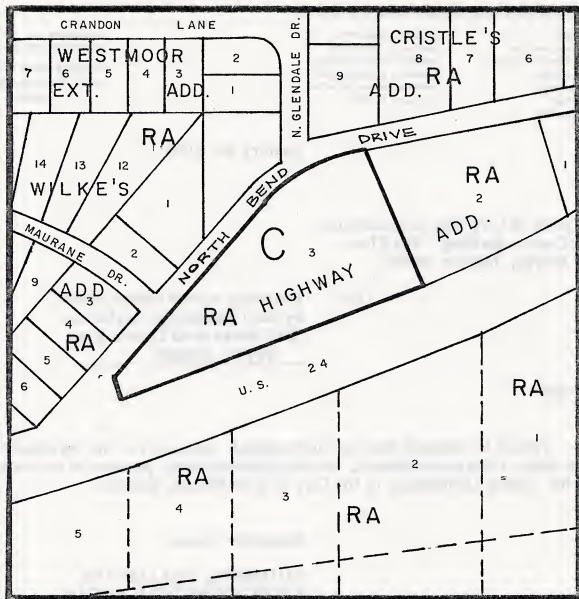 CRANDON LANE
WESTMOOR
7 6 5 4 3 2
EXT. ADD. 1
N. GLENDALE DR.
CRISTLE'S
9 8 7 6
RA
ADD.
RA
14 13 12
WILKE'S
1
2
MAURANE DR.
9 ADD
3
4
RA
5
6
NORTH BEND DRIVE
C 3
RA HIGHWAY
RA
2
ADD.
1
U.S. 24
RA
1
2
RA
3
RA
4
5